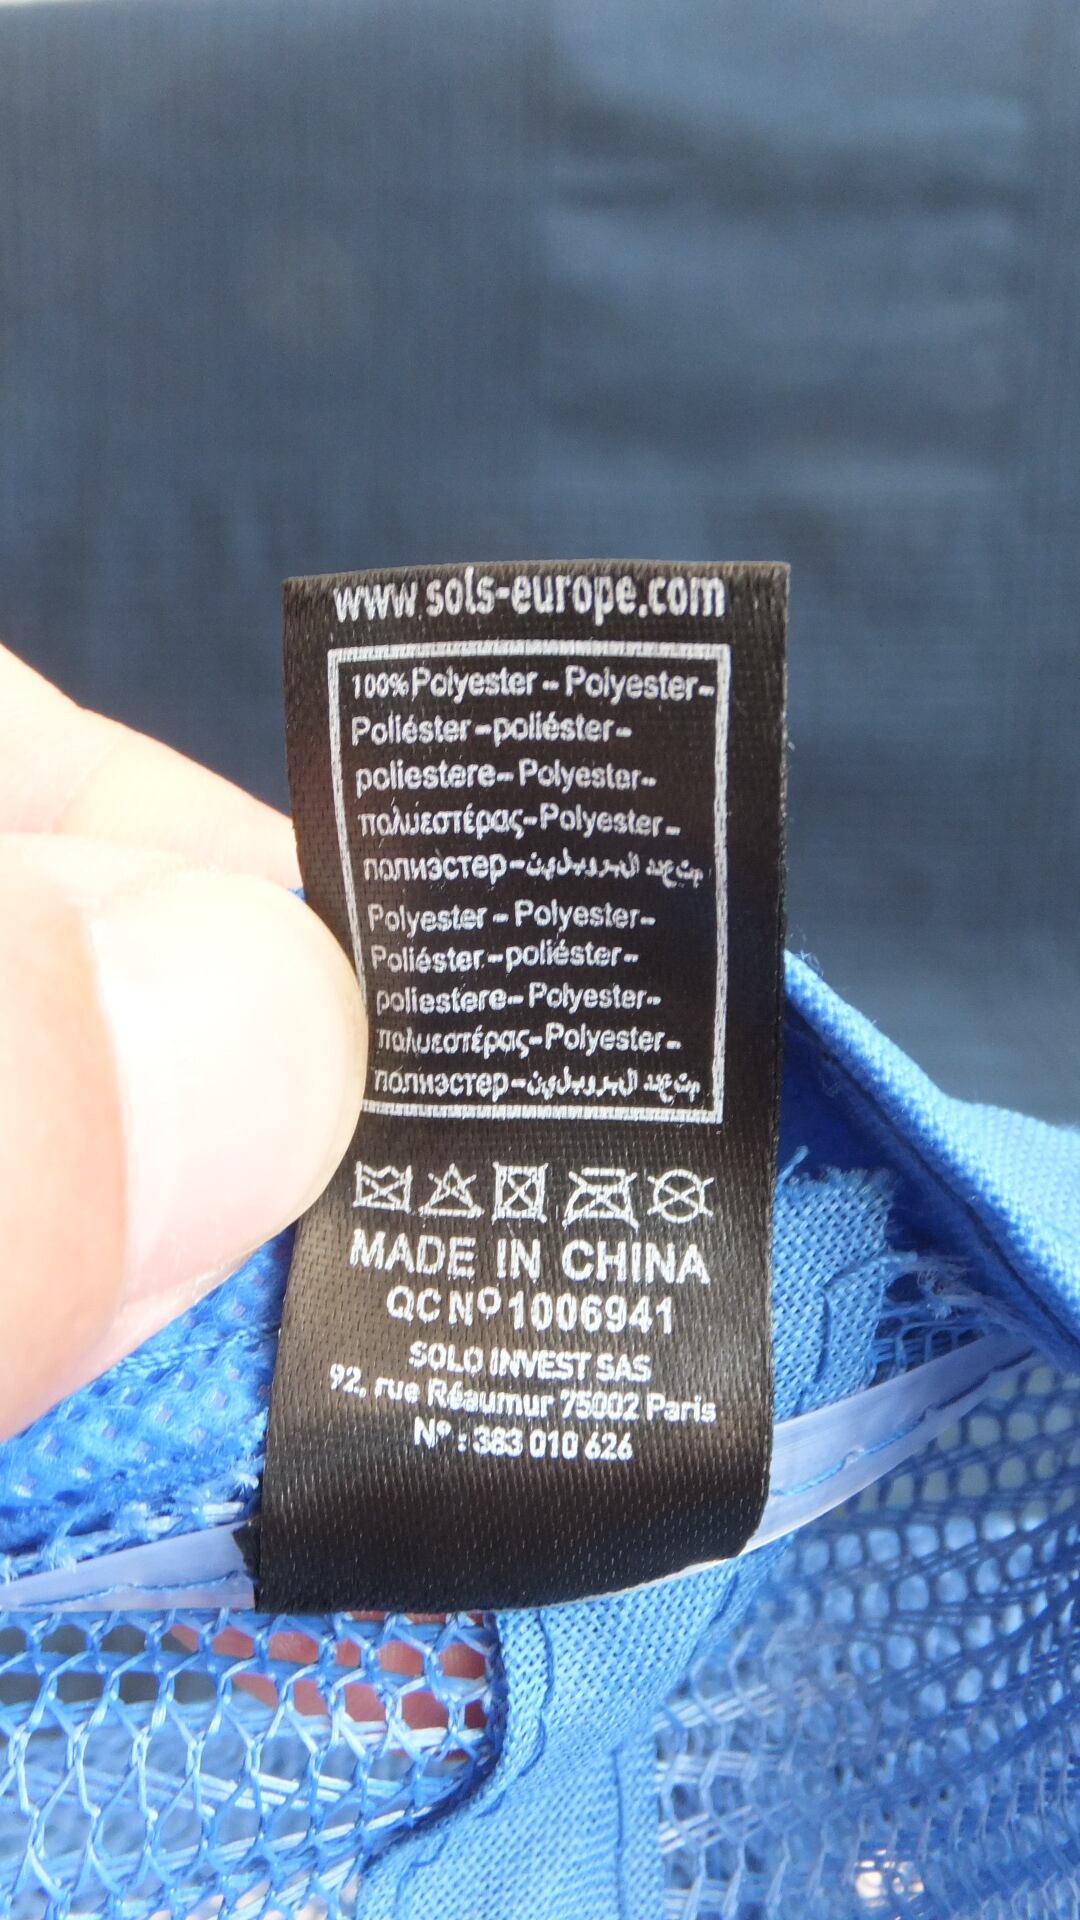 www.sols-europe.com
100% Polyester - Polyester-
Poliéster-poliéster-
poliestere-Polyester-
πολυεστέρας-Polyester-
полиэстер-
Polyester - Polyester-
Poliéster-poliéster-
poliestere-Polyester-
πολυεστέρας-Polyester-
полиэстер-
MADE IN CHINA
QC Nº 1006941
SOLO INVEST SAS
92, rue Réaumur 75002 Paris
N° : 383 010 626